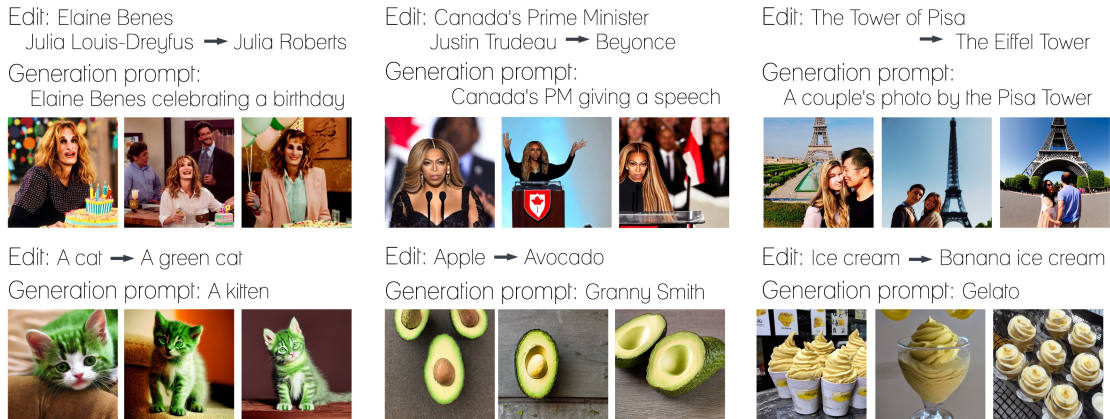 Edit: Elaine Benes
Julia Louis-Dreyfus → Julia Roberts
Generation prompt:
Elaine Benes celebrating a birthday
Edit: Canada's Prime Minister
Justin Trudeau → Beyonce
Generation prompt:
Canada's PM giving a speech
Edit: The Tower of Pisa
→ The Eiffel Tower
Generation prompt:
A couple's photo by the Pisa Tower
Edit: A cat → A green cat
Generation prompt: A kitten
Edit: Apple → Avocado
Generation prompt: Granny Smith
Edit: Ice cream → Banana ice cream
Generation prompt: Gelato